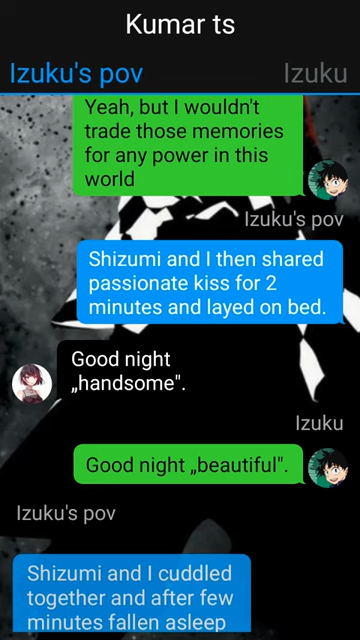 Kumar ts
Izuku's pov
Izuku
Yeah, but I wouldn't
trade those memories
for any power in this
world
Izuku's pov
Shizumi and I then shared
passionate kiss for 2
minutes and layed on bed.
Good night
„handsome".
Izuku
Good night „beautiful".
Izuku's pov
Shizumi and I cuddled
together and after few
minutes fallen asleep